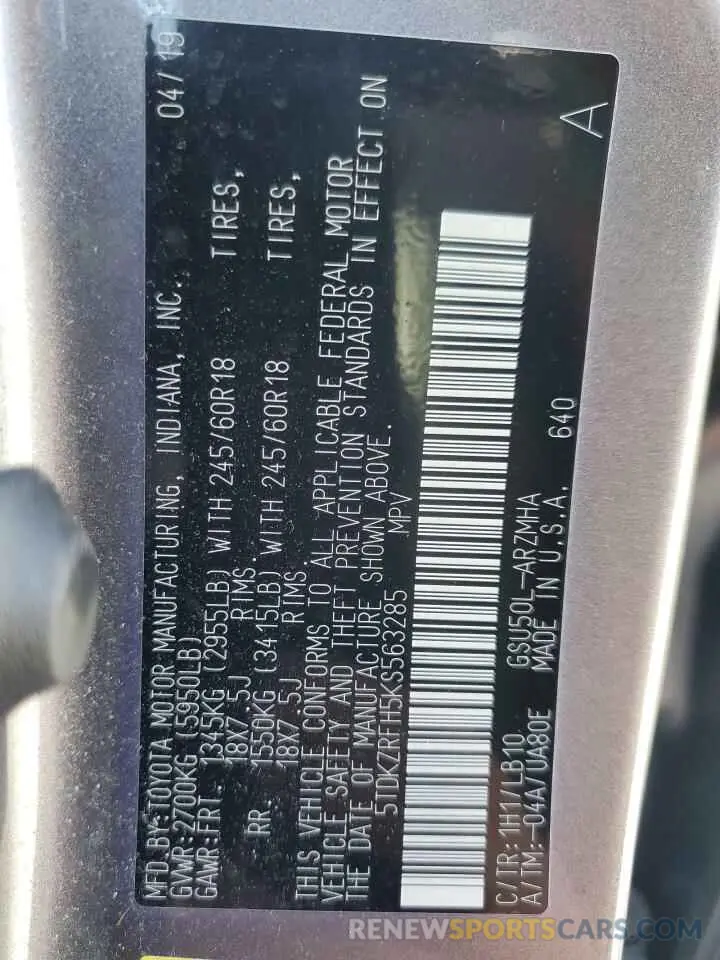 MFD.BY:TOYOTA MOTOR MANUFACTURING, INDIANA, INC. 04/19
GVWR:2700KG (5950LB)
GAWR:FRT. 1345KG (2955LB) WITH 245/60R18 TIRES,
18X7.5J RIMS
RR. 1550KG (3415LB) WITH 245/60R18 TIRES,
18X7.5J RIMS
THIS VEHICLE CONFORMS TO ALL APPLICABLE FEDERAL MOTOR
VEHICLE SAFETY AND THEFT PREVENTION STANDARDS IN EFFECT ON
THE DATE OF MANUFACTURE SHOWN ABOVE.
5TDKZRFH5KS563285 MPV
C/TR:1H1/LB10 GSU50L-ARZMHA
A/TM:-04A/UA80E MADE IN U.S.A. 640
A
RENEWSPORTSCARS.COM